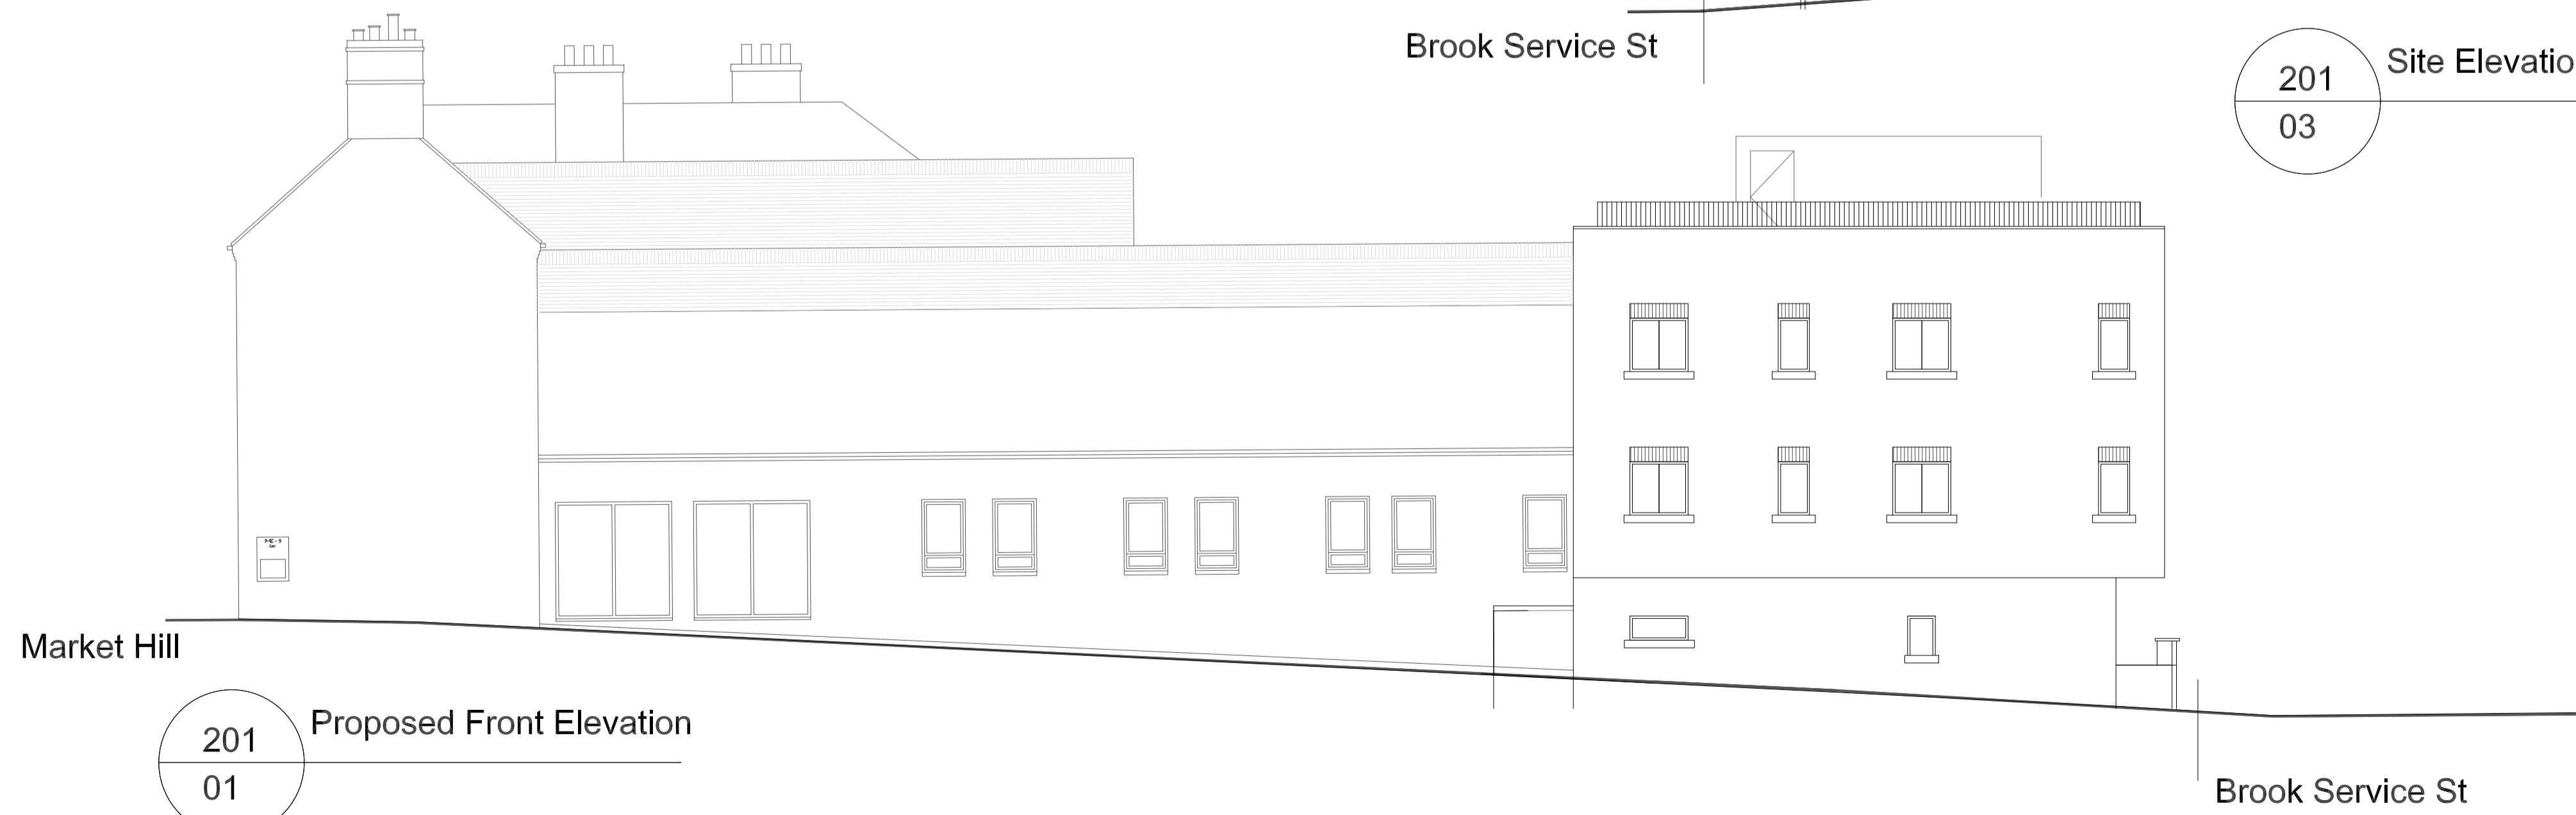 Brook Service St
201
03
Site Elevatio
Market Hill
201
01
Proposed Front Elevation
Brook Service St